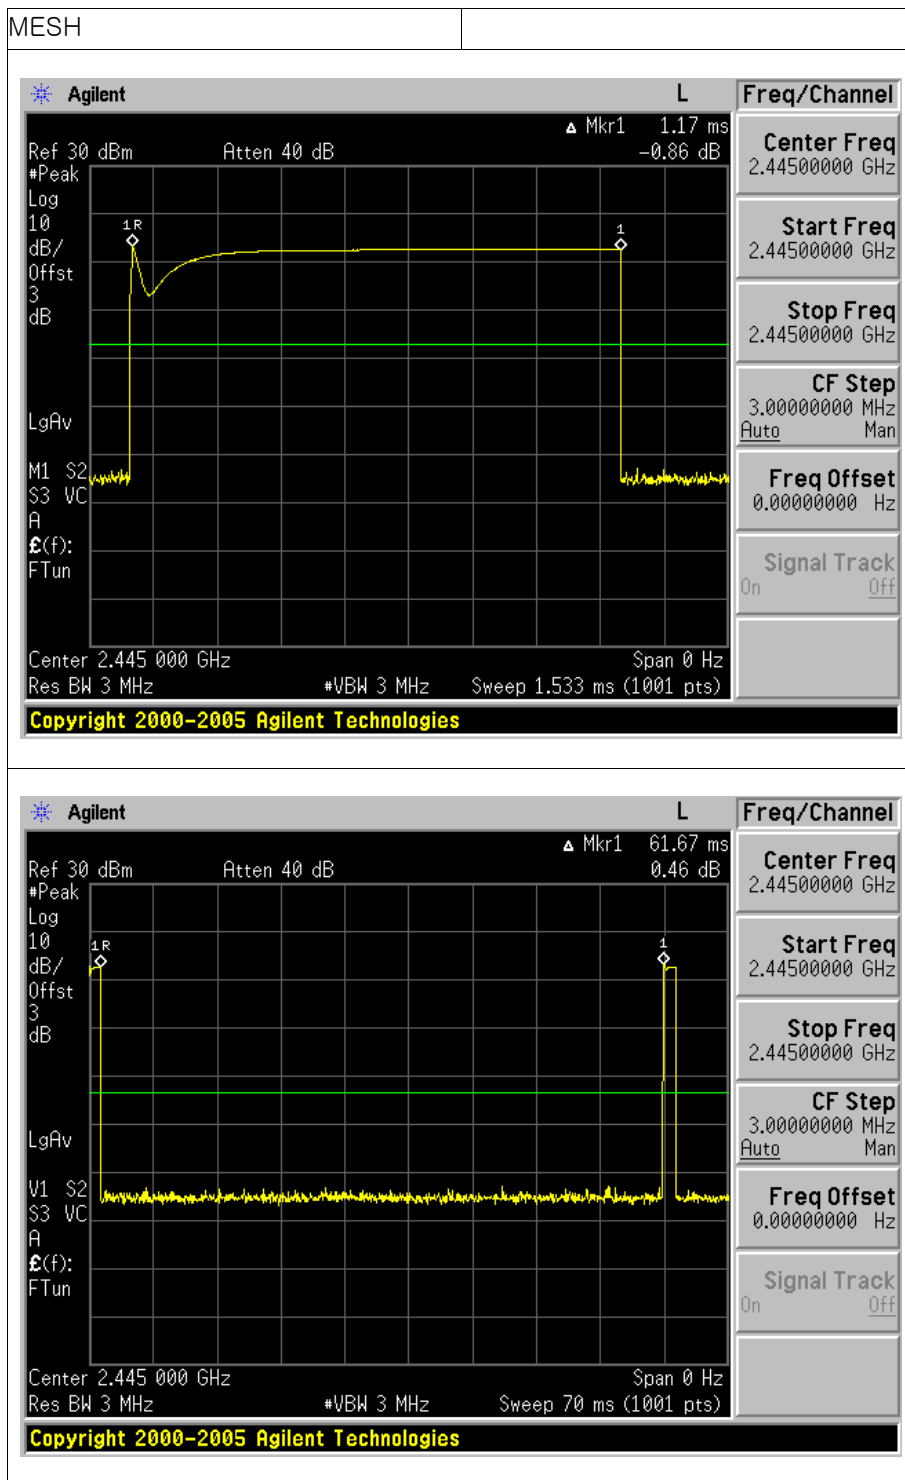 MESH
Agilent L Freq/Channel
Δ Mkr1 1.17 ms
Ref 30 dBm Atten 40 dB -0.86 dB
#Peak
Log
10
dB/
Offst
3
dB
LgAv
M1 S2
S3 VC
A
£(f):
FTun
1R
1
Center 2.445 000 GHz Span 0 Hz
Res BW 3 MHz #VBW 3 MHz Sweep 1.533 ms (1001 pts)
Copyright 2000-2005 Agilent Technologies
Center Freq
2.44500000 GHz
Start Freq
2.44500000 GHz
Stop Freq
2.44500000 GHz
CF Step
3.00000000 MHz
Auto Man
Freq Offset
0.00000000 Hz
Signal Track
On Off
Agilent L Freq/Channel
Δ Mkr1 61.67 ms
Ref 30 dBm Atten 40 dB 0.46 dB
#Peak
Log
10
dB/
Offst
3
dB
LgAv
V1 S2
S3 VC
A
£(f):
FTun
1R
1
Center 2.445 000 GHz Span 0 Hz
Res BW 3 MHz #VBW 3 MHz Sweep 70 ms (1001 pts)
Copyright 2000-2005 Agilent Technologies
Center Freq
2.44500000 GHz
Start Freq
2.44500000 GHz
Stop Freq
2.44500000 GHz
CF Step
3.00000000 MHz
Auto Man
Freq Offset
0.00000000 Hz
Signal Track
On Off